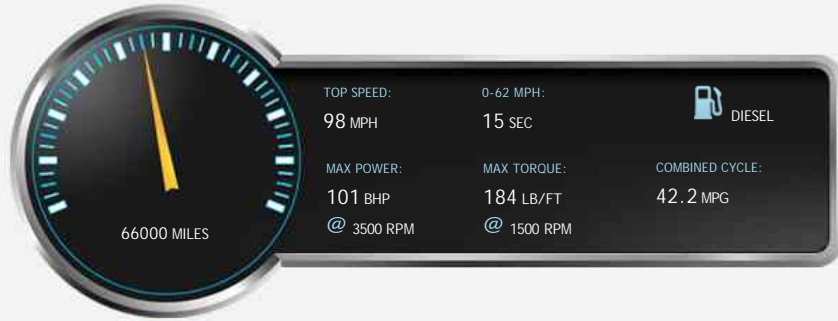 66000 MILES
TOP SPEED:
98 MPH
0-62 MPH:
15 SEC
DIESEL
MAX POWER:
101 BHP
@ 3500 RPM
MAX TORQUE:
184 LB/FT
@ 1500 RPM
COMBINED CYCLE:
42.2 MPG